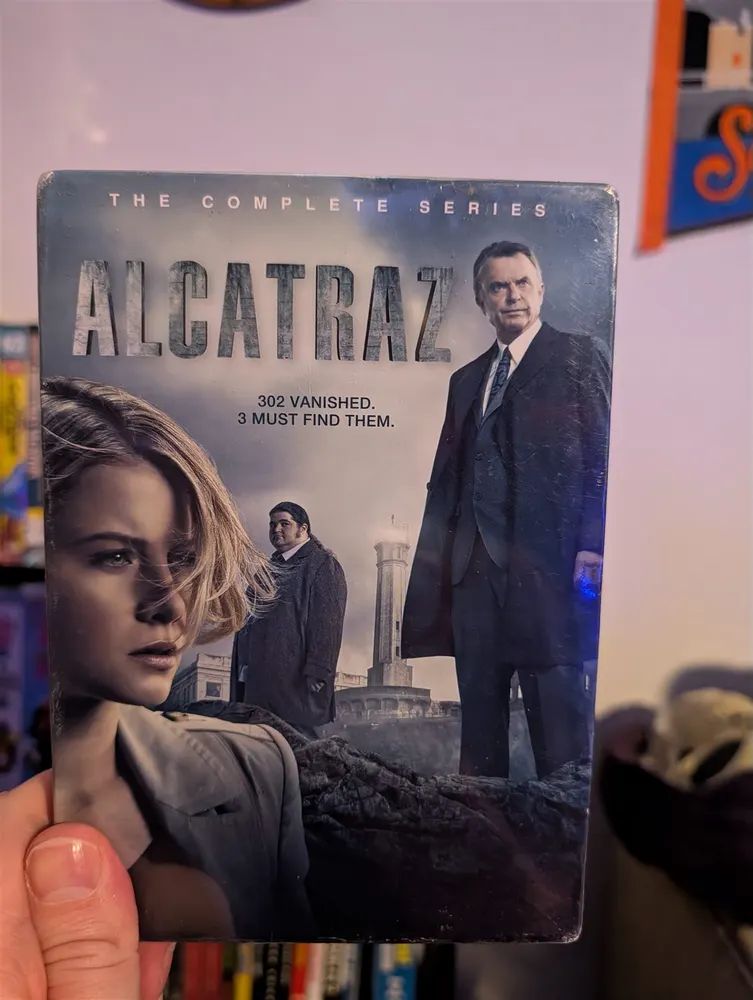 THE COMPLETE SERIES
ALCATRAZ
302 VANISHED.
3 MUST FIND THEM.